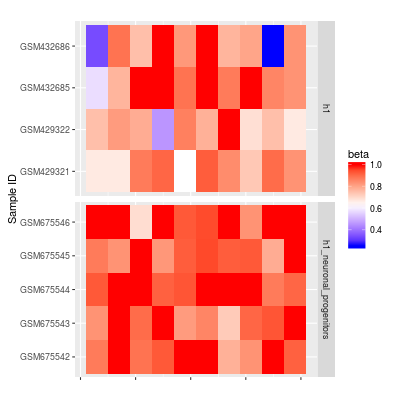 GSM432686
GSM432685
GSM429322
GSM429321
h1
GSM675546
GSM675545
GSM675544
GSM675543
GSM675542
h1_neuronal_progenitors
Sample ID
beta
1.0
0.8
0.6
0.4